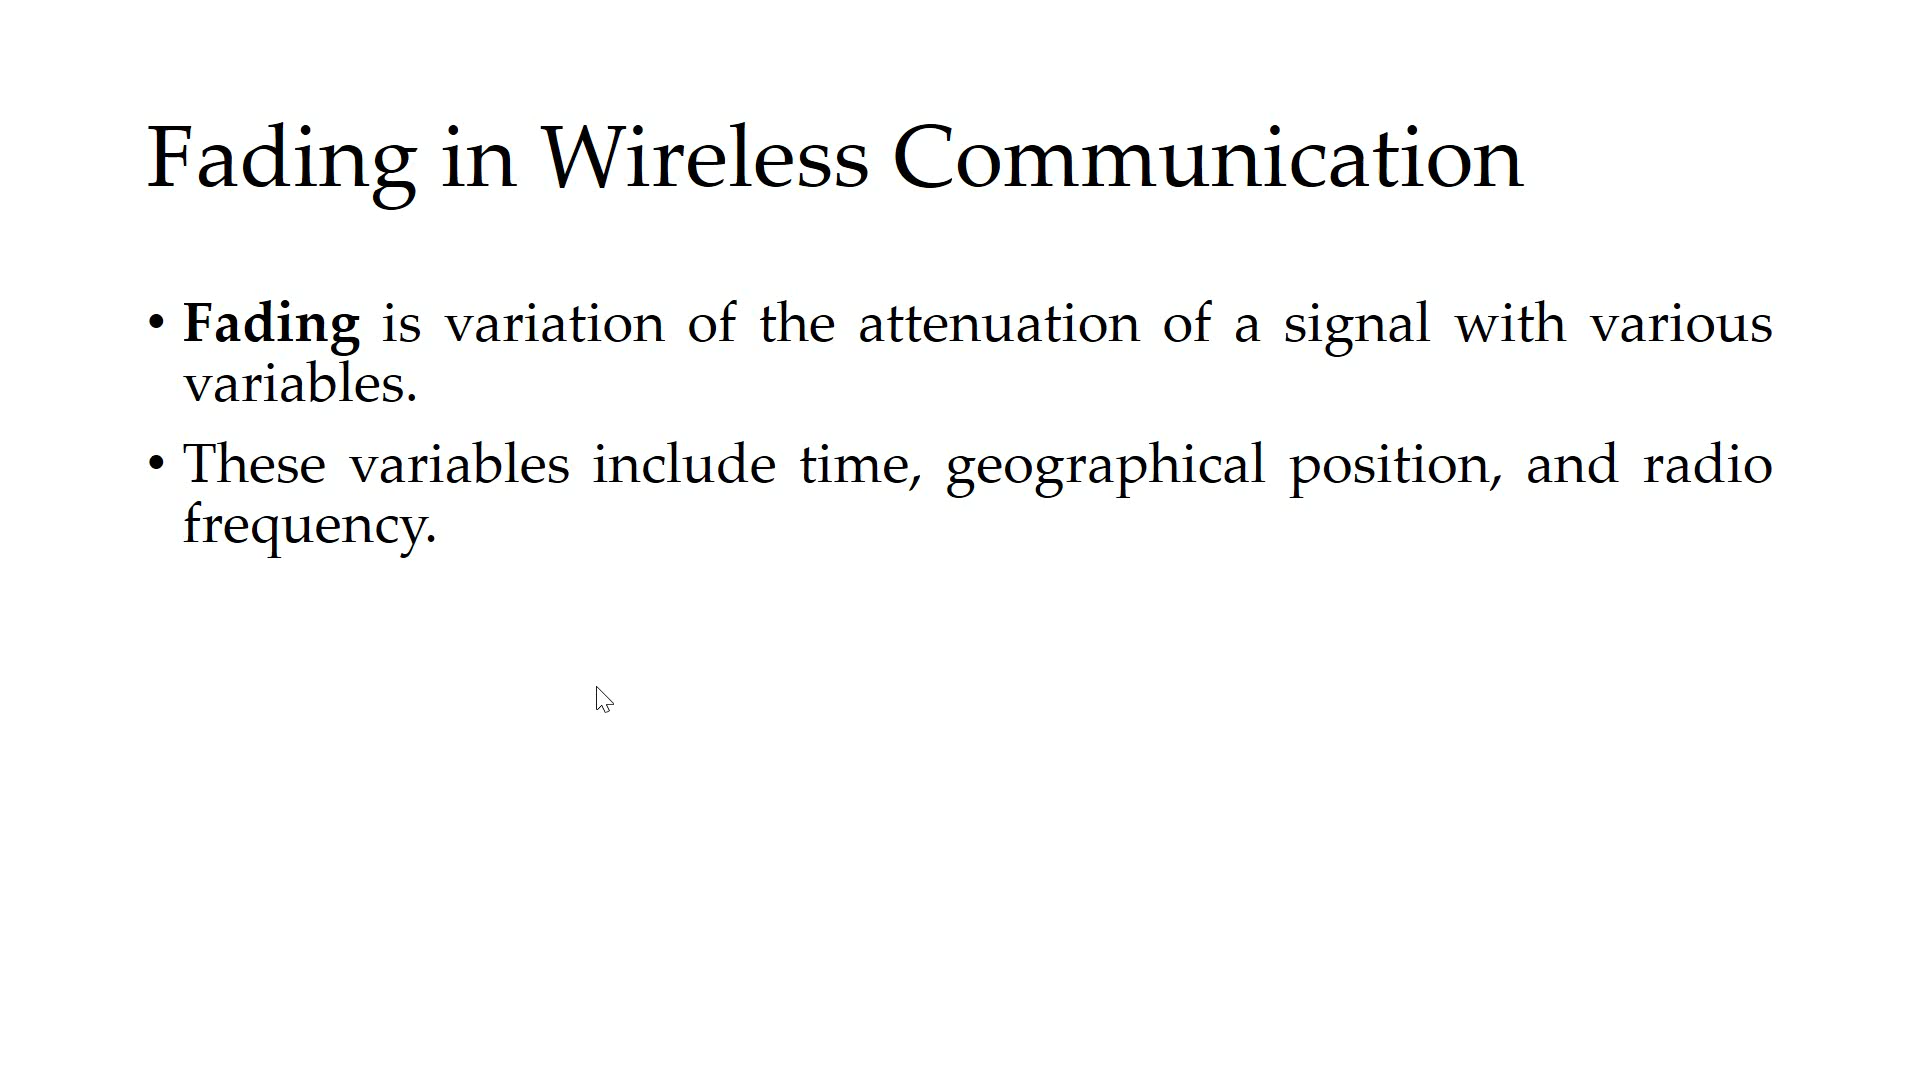 Fading in Wireless Communication
• Fading is variation of the attenuation of a signal with various
variables.
• These variables include time, geographical position, and radio
frequency.